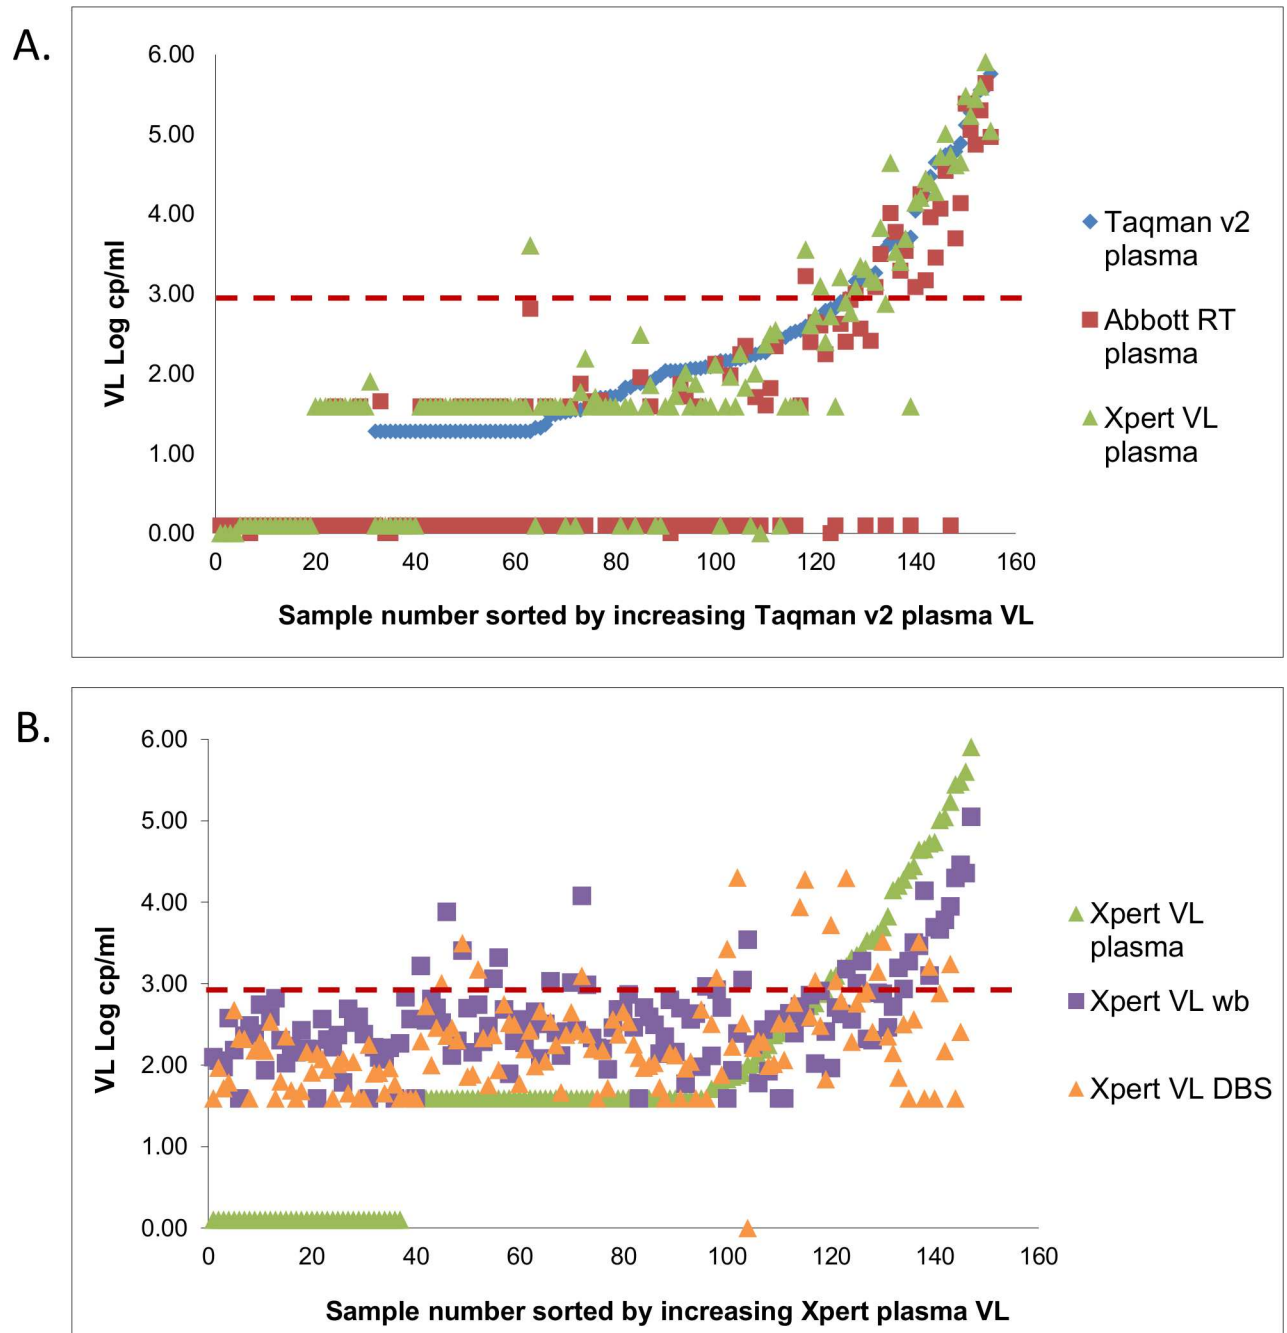 A.
6.00
5.00
4.00
3.00
2.00
1.00
0.00
VL Log cp/ml
0 20 40 60 80 100 120 140 160
Sample number sorted by increasing Taqman v2 plasma VL
Taqman v2
plasma
Abbott RT
plasma
Xpert VL
plasma
B.
6.00
5.00
4.00
3.00
2.00
1.00
0.00
VL Log cp/ml
0 20 40 60 80 100 120 140 160
Sample number sorted by increasing Xpert plasma VL
Xpert VL
plasma
Xpert VL wb
Xpert VL DBS